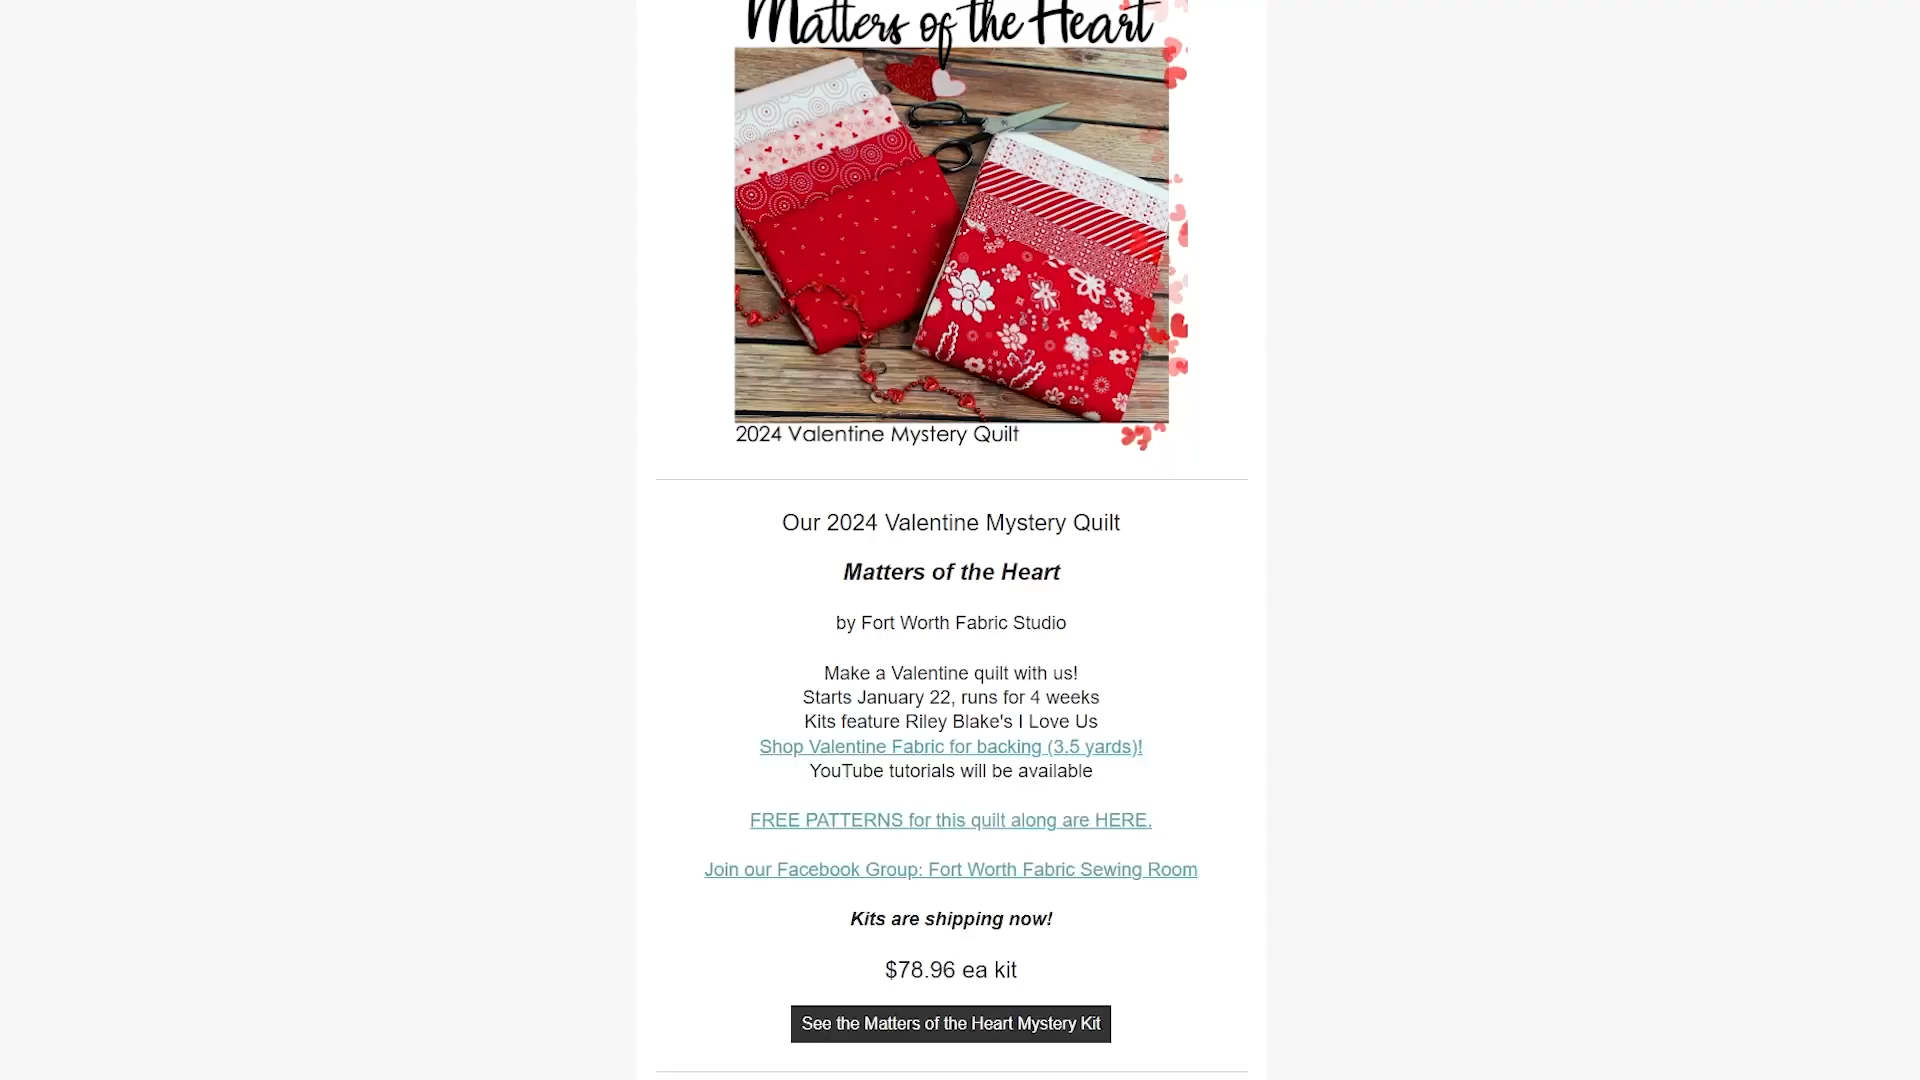 Matters of the Heart
2024 Valentine Mystery Quilt
Our 2024 Valentine Mystery Quilt
Matters of the Heart
by Fort Worth Fabric Studio
Make a Valentine quilt with us!
Starts January 22, runs for 4 weeks
Kits feature Riley Blake's I Love Us
Shop Valentine Fabric for backing (3.5 yards)!
YouTube tutorials will be available
FREE PATTERNS for this quilt along are HERE.
Join our Facebook Group: Fort Worth Fabric Sewing Room
Kits are shipping now!
$78.96 ea kit
See the Matters of the Heart Mystery Kit